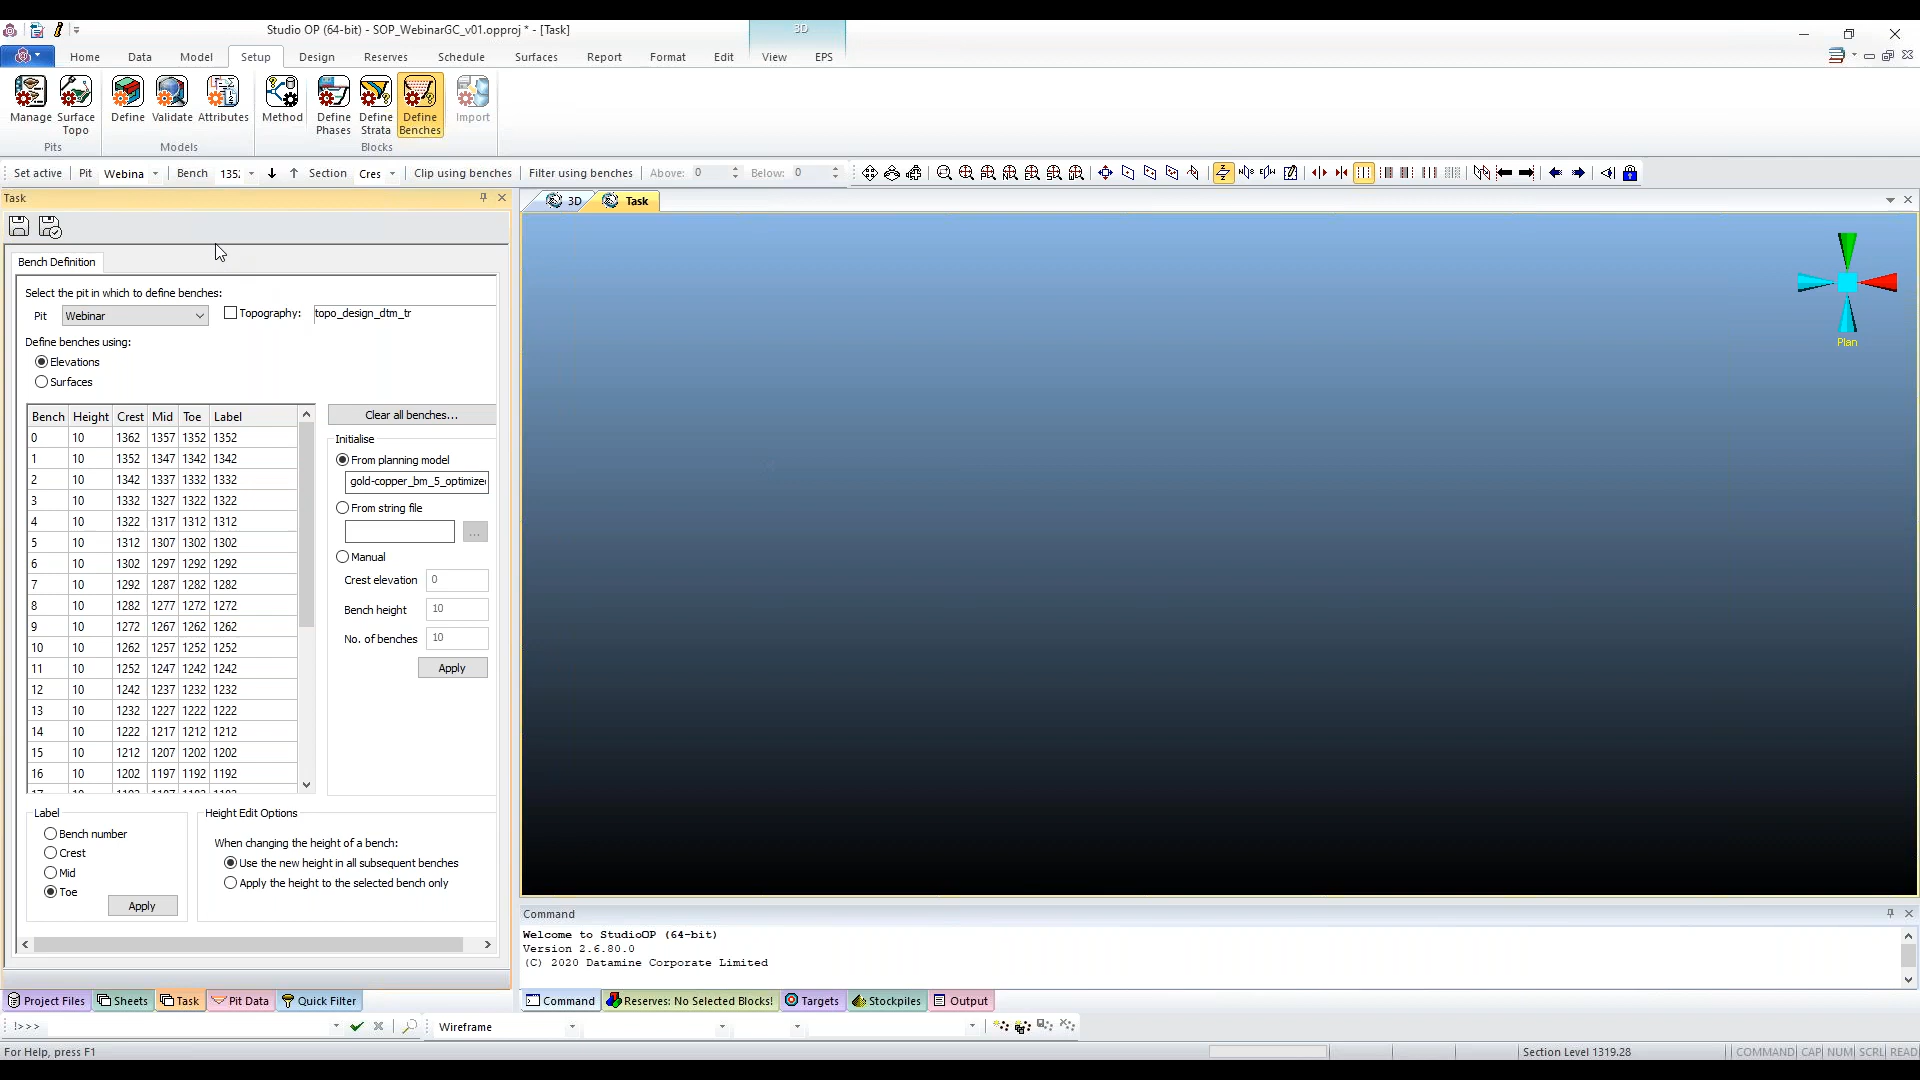 Studio OP (64-bit) - SOP_WebinarGC_v01.opproj * - [Task]
3D
Home Data Model Setup Design Reserves Schedule Surfaces Report Format Edit View EPS
Manage Surface Topo Define Validate Attributes Method Define Phases Define Strata Define Benches Import
Pits Models Blocks
Set active Pit Webina Bench 135: Section Cres Clip using benches Filter using benches Above: 0 Below: 0
Task
3D Task
Bench Definition
Select the pit in which to define benches:
Pit Webinar Topography: topo_design_dtm_tr
Define benches using:
Elevations
Surfaces
Plan
Bench Height Crest Mid Toe Label
0 10 1362 1357 1352 1352
1 10 1352 1347 1342 1342
2 10 1342 1337 1332 1332
3 10 1332 1327 1322 1322
4 10 1322 1317 1312 1312
5 10 1312 1307 1302 1302
6 10 1302 1297 1292 1292
7 10 1292 1287 1282 1282
8 10 1282 1277 1272 1272
9 10 1272 1267 1262 1262
10 10 1262 1257 1252 1252
11 10 1252 1247 1242 1242
12 10 1242 1237 1232 1232
13 10 1232 1227 1222 1222
14 10 1222 1217 1212 1212
15 10 1212 1207 1202 1202
16 10 1202 1197 1192 1192
Clear all benches...
Initialise
From planning model
gold-copper_bm_5_optimize
From string file
...
Manual
Crest elevation 0
Bench height 10
No. of benches 10
Apply
Label
Bench number
Crest
Mid
Toe
Apply
Height Edit Options
When changing the height of a bench:
Use the new height in all subsequent benches
Apply the height to the selected bench only
Command
Welcome to StudioOP (64-bit)
Version 2.6.80.0
(C) 2020 Datamine Corporate Limited
Project Files Sheets Task Pit Data Quick Filter
Command Reserves: No Selected Blocks! Targets Stockpiles Output
!>>> Wireframe
For Help, press F1 Section Level 1319.28 COMMAND CAP NUM SCRL READ